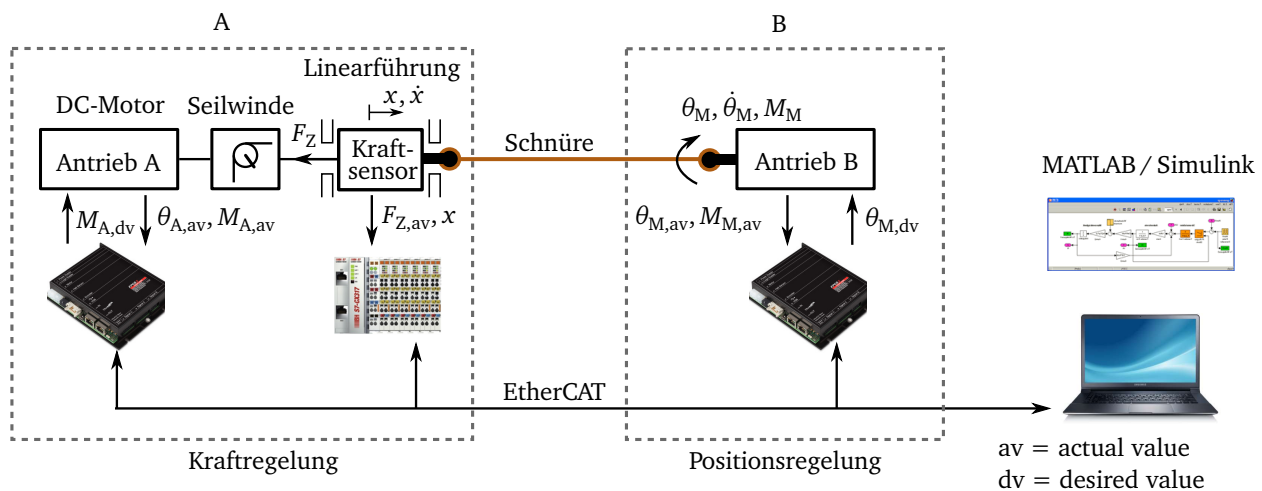 A
B
Linearführung
x, ẋ
DC-Motor
Seilwinde
F_Z
θ_M, θ̇_M, M_M
Antrieb A
Kraft-
sensor
Schnüre
Antrieb B
MATLAB / Simulink
M_A,dv
θ_A,av, M_A,av
F_Z,av, x
θ_M,av, M_M,av
θ_M,dv
EtherCAT
Kraftregelung
Positionsregelung
av = actual value
dv = desired value